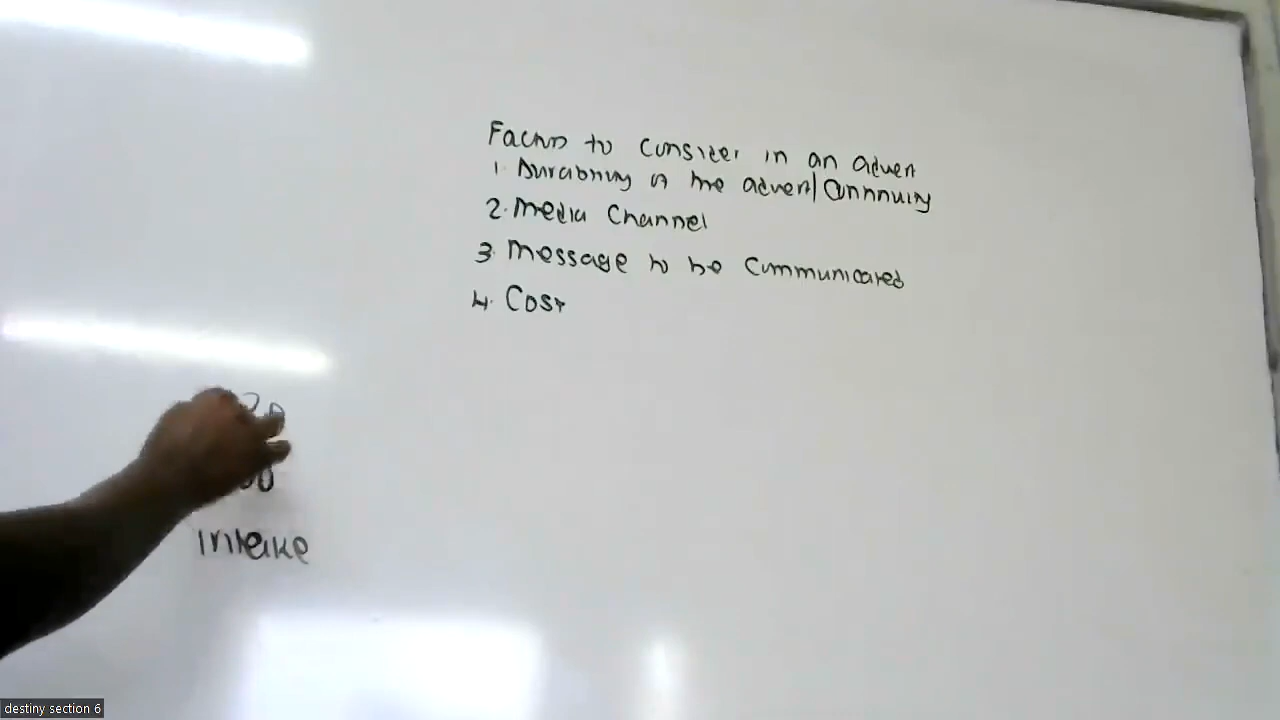 Factors to consider in an advert
1. Durability of the advert/Continuity
2. Media Channel
3. Message to be Communicated
4. Cost
intake
destiny section 6